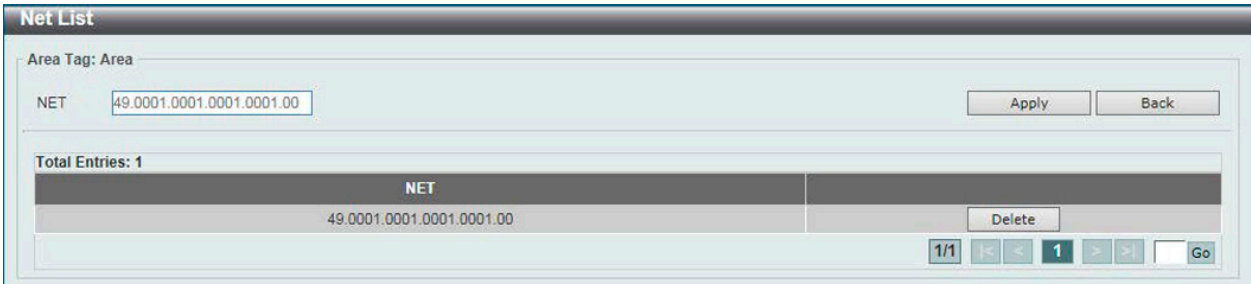 Net List
Area Tag: Area
NET 49.0001.0001.0001.0001.00 Apply Back
Total Entries: 1
NET
49.0001.0001.0001.0001.00 Delete
1/1 |< < 1 > >| Go